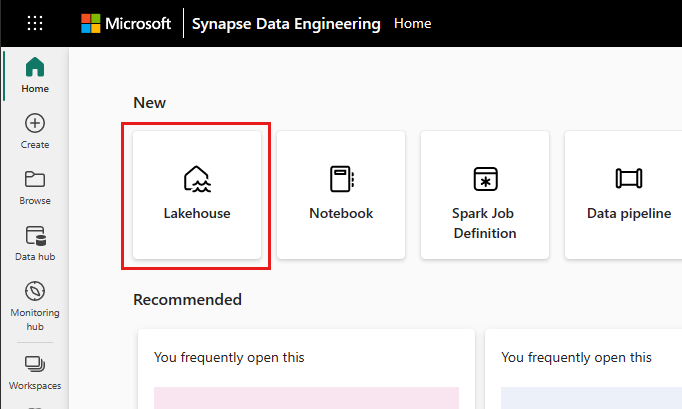 Microsoft Synapse Data Engineering Home
Home
Create
Browse
Data hub
Monitoring
hub
Workspaces
New
Lakehouse
Notebook
Spark Job
Definition
Data pipeline
Recommended
You frequently open this
You frequently open this